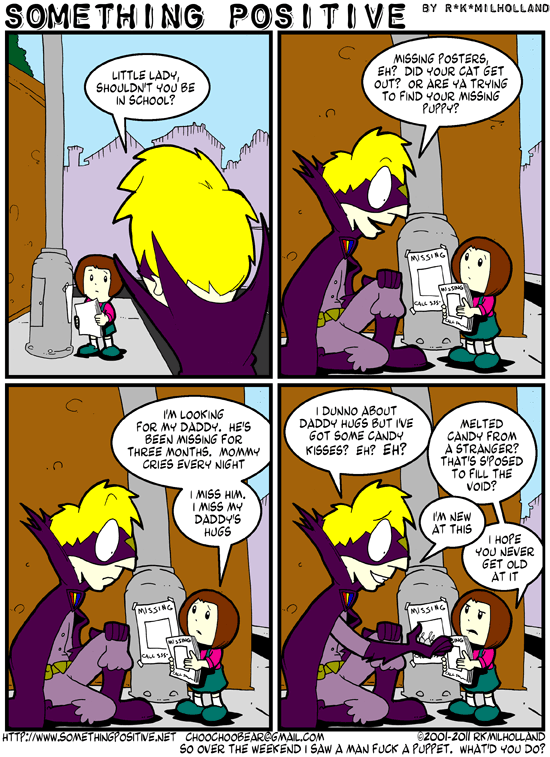 SOMETHING POSITIVE BY R*K*MILHOLLAND
LITTLE LADY,
SHOULDN'T YOU BE
IN SCHOOL?
MISSING POSTERS,
EH? DID YOUR CAT GET
OUT? OR ARE YA TRYING
TO FIND YOUR MISSING
PUPPY?
MISSING
CALL 535-
MISSING
I'M LOOKING
FOR MY DADDY. HE'S
BEEN MISSING FOR
THREE MONTHS. MOMMY
CRIES EVERY NIGHT
I MISS HIM.
I MISS MY
DADDY'S
HUGS
MISSING
CALL 535-
MISSING
I DUNNO ABOUT
DADDY HUGS BUT I'VE
GOT SOME CANDY
KISSES? EH? EH?
MELTED
CANDY FROM
A STRANGER?
THAT'S S'POSED
TO FILL THE
VOID?
I'M NEW
AT THIS
I HOPE
YOU NEVER
GET OLD
AT IT
MISSING
HTTP://WWW.SOMETHINGPOSITIVE.NET CHOOCHOOBEAR@GMAIL.COM ©2001-2011 RKMILHOLLAND
SO OVER THE WEEKEND I SAW A MAN FUCK A PUPPET. WHAT'D YOU DO?